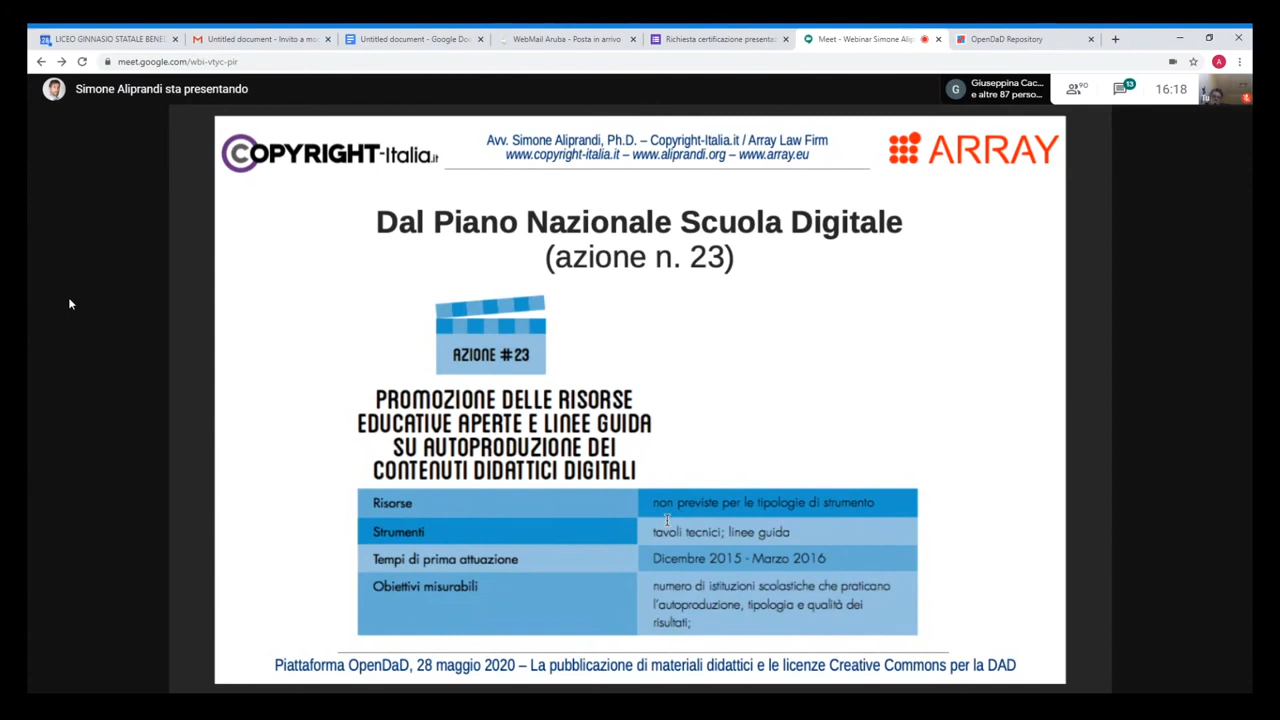 LICEO GINNASIO STATALE BENE
Untitled document - Invito a mo
Untitled document - Google Do
WebMail Aruba - Posta in arrivo
Richiesta certificazione presenta
Meet - Webinar Simone Alip
OpenDaD Repository
meet.google.com/wbi-vtyc-pir
Simone Aliprandi sta presentando
G
Giuseppina Cac...
e altre 87 perso...
90
13
16:18
Tu
COPYRIGHT-Italia.it
Avv. Simone Aliprandi, Ph.D. – Copyright-Italia.it / Array Law Firm
www.copyright-italia.it – www.aliprandi.org – www.array.eu
ARRAY
Dal Piano Nazionale Scuola Digitale
(azione n. 23)
AZIONE #23
PROMOZIONE DELLE RISORSE
EDUCATIVE APERTE E LINEE GUIDA
SU AUTOPRODUZIONE DEI
CONTENUTI DIDATTICI DIGITALI
Risorse non previste per le tipologie di strumento
Strumenti tavoli tecnici; linee guida
Tempi di prima attuazione Dicembre 2015 - Marzo 2016
Obiettivi misurabili numero di istituzioni scolastiche che praticano
l'autoproduzione, tipologia e qualità dei
risultati;
Piattaforma OpenDaD, 28 maggio 2020 – La pubblicazione di materiali didattici e le licenze Creative Commons per la DAD